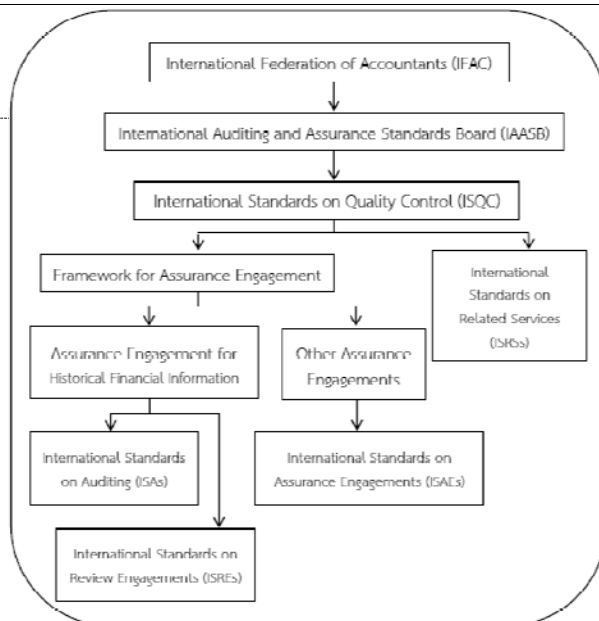 International Federation of Accountants (IFAC)
International Auditing and Assurance Standards Board (IAASB)
International Standards on Quality Control (ISQC)
Framework for Assurance Engagement
International
Standards on
Related Services
(ISRSs)
Assurance Engagement for
Historical Financial Information
Other Assurance
Engagements
International Standards
on Auditing (ISAs)
International Standards on
Assurance Engagements (ISAEs)
International Standards on
Review Engagements (ISREs)